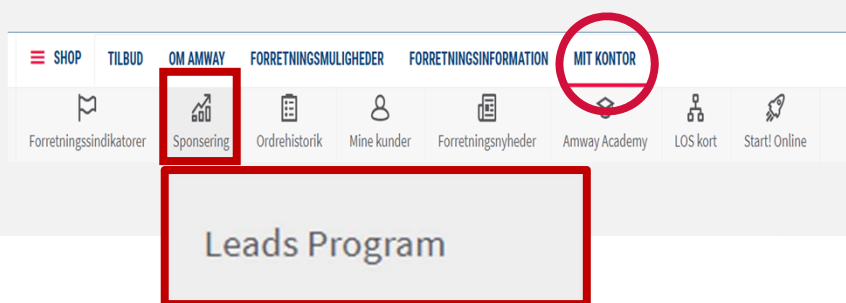 SHOP TILBUD OM AMWAY FORRETNINGSMULIGHEDER FORRETNINGSINFORMATION MIT KONTOR
Forretningssindikatorer Sponsering Ordrehistorik Mine kunder Forretningsnyheder Amway Academy LOS kort Start! Online
Leads Program